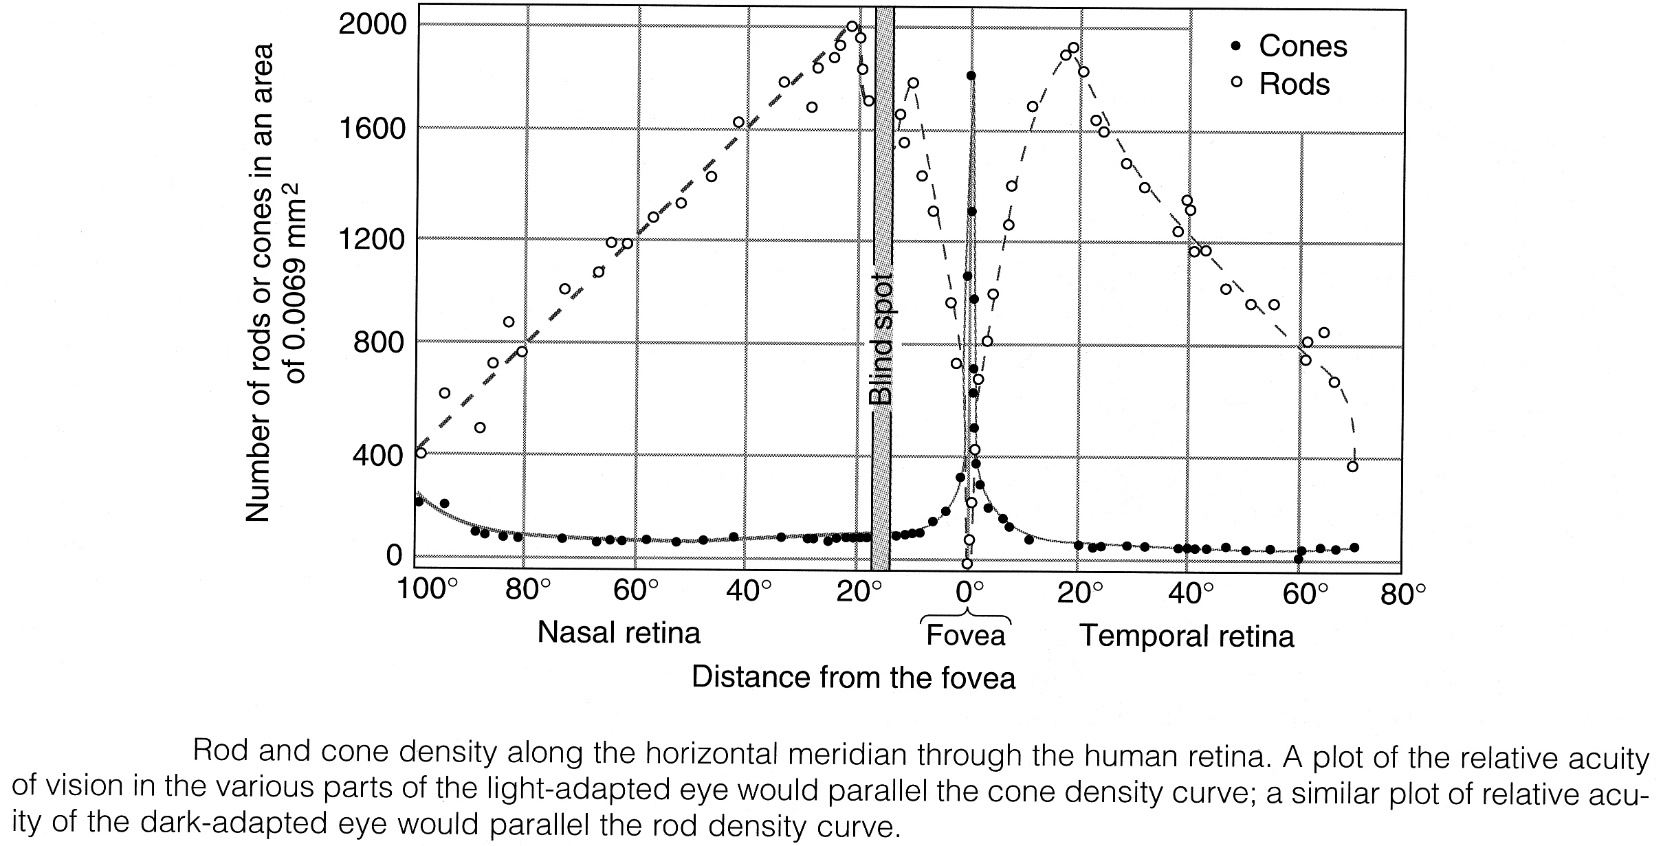 2000
1600
1200
800
400
0
Number of rods or cones in an area
of 0.0069 mm2
Cones
Rods
Blind spot
100° 80° 60° 40° 20° 0° 20° 40° 60° 80°
Nasal retina Fovea Temporal retina
Distance from the fovea
Rod and cone density along the horizontal meridian through the human retina. A plot of the relative acuity
of vision in the various parts of the light-adapted eye would parallel the cone density curve; a similar plot of relative acu-
ity of the dark-adapted eye would parallel the rod density curve.